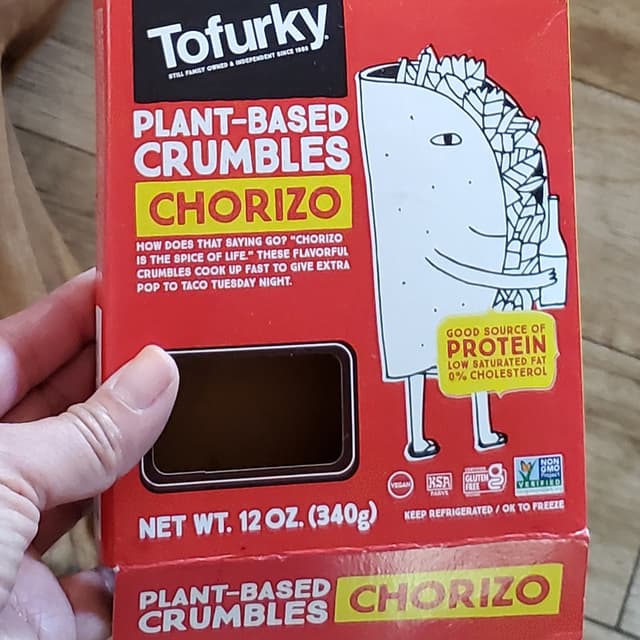 Tofurky
STILL FAMILY OWNED & INDEPENDENT SINCE 1980
PLANT-BASED
CRUMBLES
CHORIZO
HOW DOES THAT SAYING GO? "CHORIZO
IS THE SPICE OF LIFE." THESE FLAVORFUL
CRUMBLES COOK UP FAST TO GIVE EXTRA
POP TO TACO TUESDAY NIGHT.
GOOD SOURCE OF
PROTEIN
LOW SATURATED FAT
0% CHOLESTEROL
VEGAN
KSA
PARVE
GLUTEN
FREE
NON
GMO
Project
VERIFIED
NET WT. 12 OZ. (340g)
KEEP REFRIGERATED / OK TO FREEZE
PLANT-BASED
CRUMBLES
CHORIZO